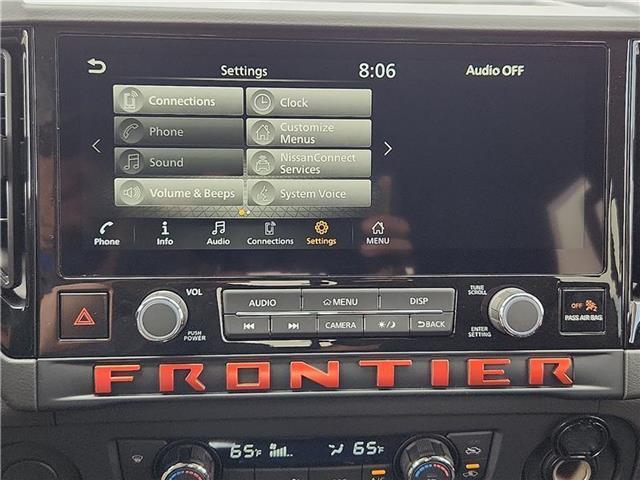 Settings 8:06 Audio OFF
Connections Clock
Phone Customize Menus
Sound NissanConnect Services
Volume & Beeps System Voice
Phone Info Audio Connections Settings MENU
VOL
PUSH POWER
AUDIO MENU DISP
CAMERA BACK
TUNE SCROLL
ENTER SETTING
OFF 2
PASS AIR BAG
FRONTIER
65°F 65°F
A/C